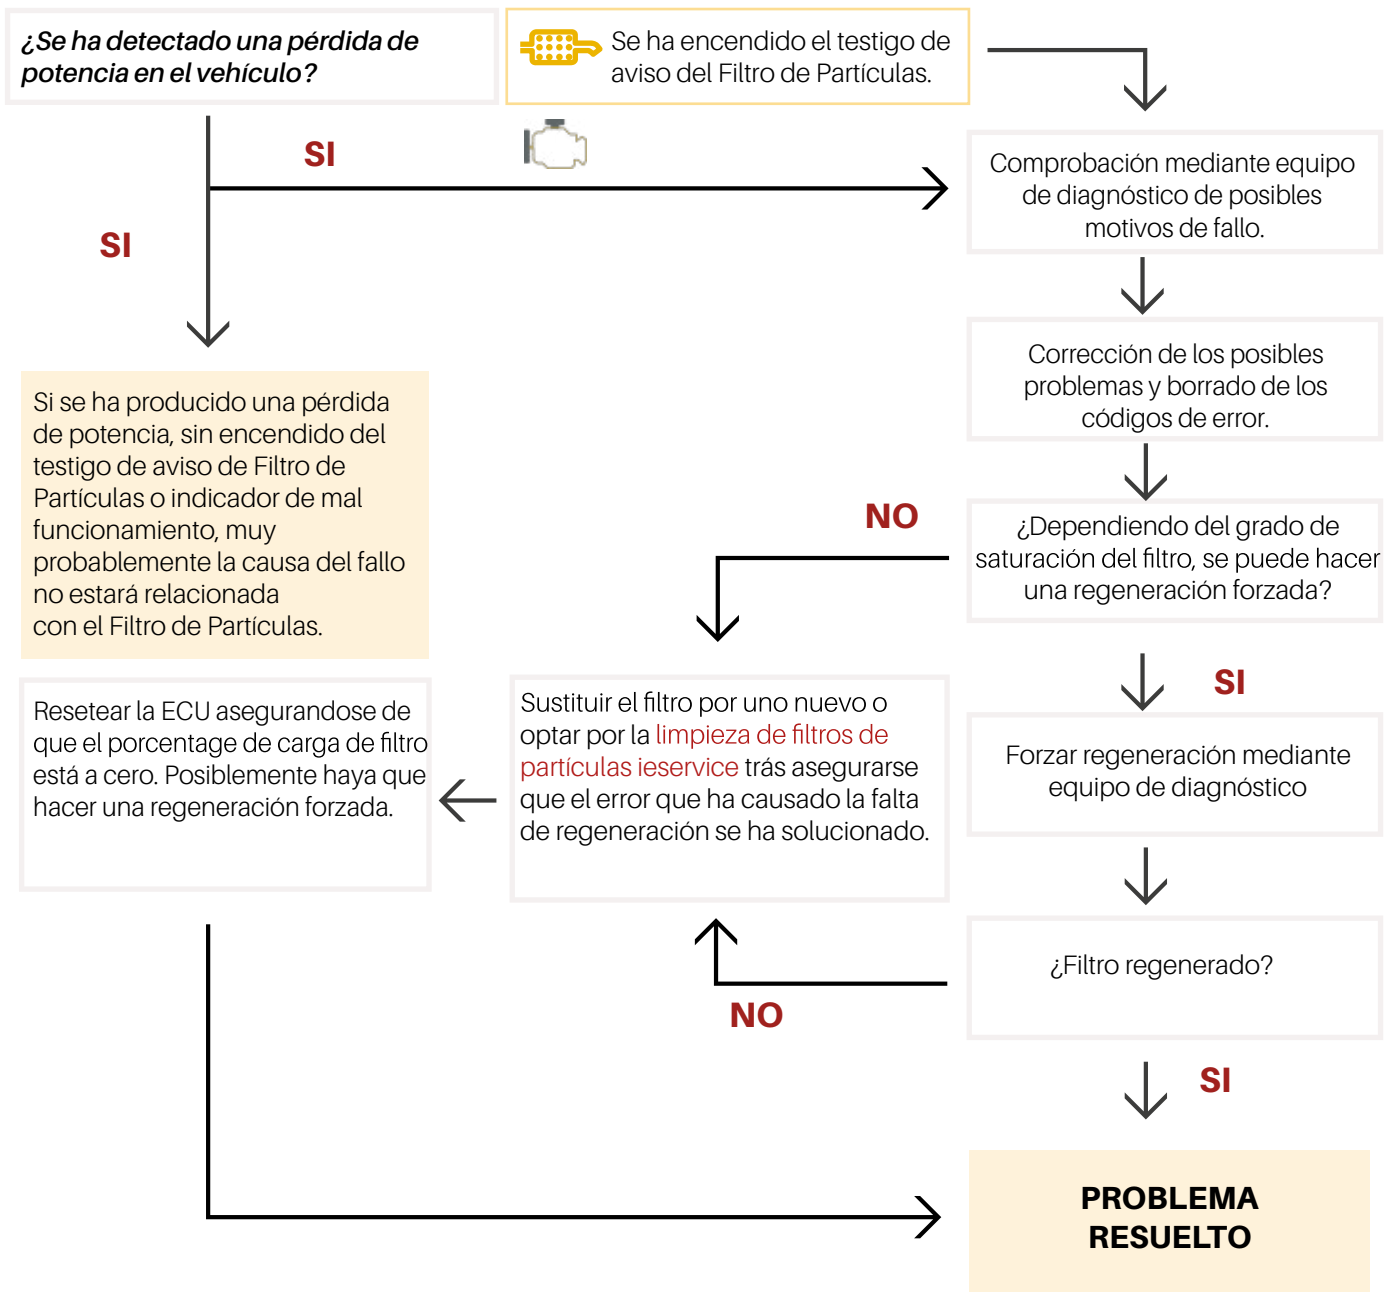 ¿Se ha detectado una pérdida de
potencia en el vehículo?
Se ha encendido el testigo de
aviso del Filtro de Partículas.
SI
SI
Comprobación mediante equipo
de diagnóstico de posibles
motivos de fallo.
Corrección de los posibles
problemas y borrado de los
códigos de error.
Si se ha producido una pérdida
de potencia, sin encendido del
testigo de aviso de Filtro de
Partículas o indicador de mal
funcionamiento, muy
probablemente la causa del fallo
no estará relacionada
con el Filtro de Partículas.
NO
¿Dependiendo del grado de
saturación del filtro, se puede hacer
una regeneración forzada?
SI
Forzar regeneración mediante
equipo de diagnóstico
Sustituir el filtro por uno nuevo o
optar por la limpieza de filtros de
partículas ieservice trás asegurarse
que el error que ha causado la falta
de regeneración se ha solucionado.
Resetear la ECU asegurandose de
que el porcentage de carga de filtro
está a cero. Posiblemente haya que
hacer una regeneración forzada.
¿Filtro regenerado?
NO
SI
PROBLEMA
RESUELTO